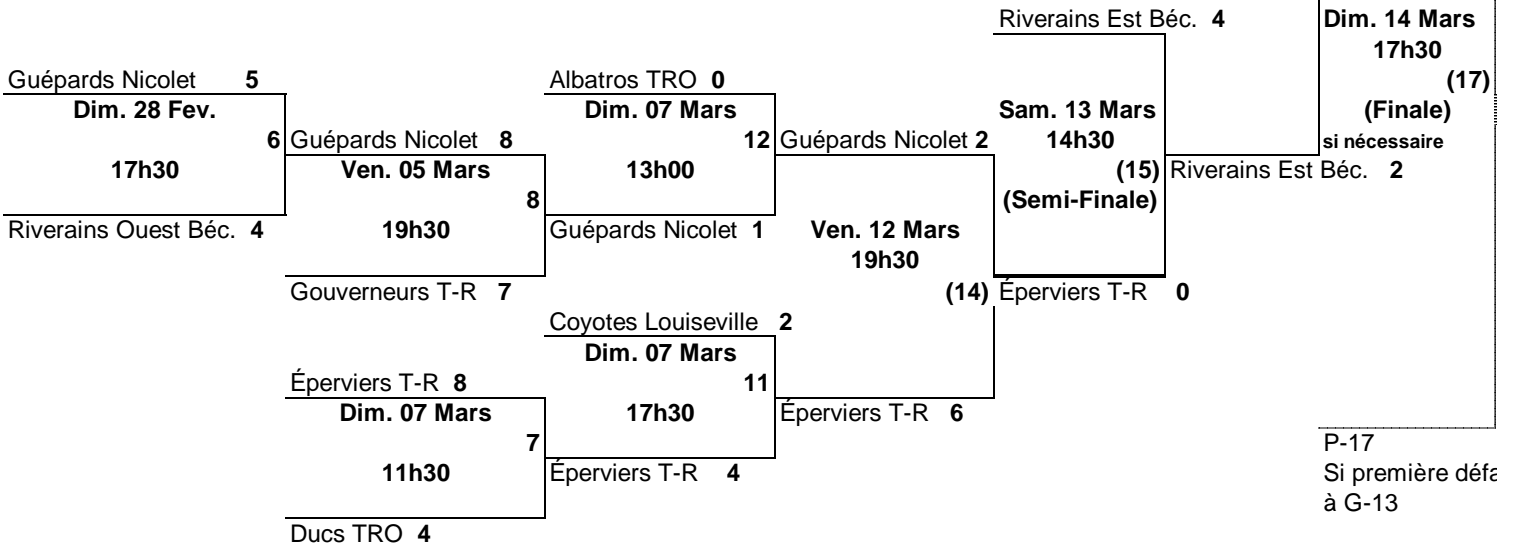 Riverains Est Béc. 4
Dim. 14 Mars
17h30
(17)
(Finale)
si nécessaire
Guépards Nicolet 5
Dim. 28 Fev.
6
17h30
Riverains Ouest Béc. 4
Guépards Nicolet 8
Ven. 05 Mars
8
19h30
Gouverneurs T-R 7
Albatros TRO 0
Dim. 07 Mars
12
13h00
Guépards Nicolet 1
Guépards Nicolet 2
Ven. 12 Mars
19h30
(14)
Sam. 13 Mars
14h30
(15)
(Semi-Finale)
Riverains Est Béc. 2
Éperviers T-R 0
Coyotes Louiseville 2
Dim. 07 Mars
11
17h30
Éperviers T-R 4
Éperviers T-R 6
Éperviers T-R 8
Dim. 07 Mars
7
11h30
Ducs TRO 4
P-17
Si première
à G-13